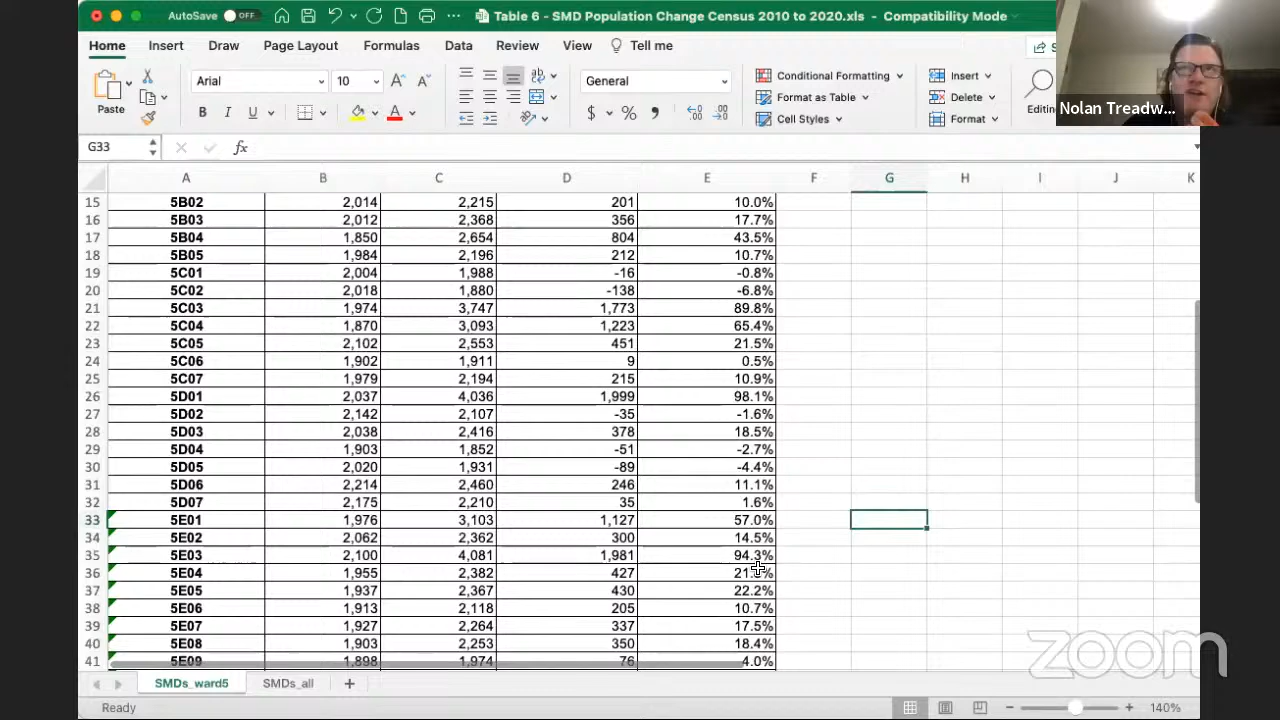 AutoSave OFF Table 6 - SMD Population Change Census 2010 to 2020.xls - Compatibility Mode
Home Insert Draw Page Layout Formulas Data Review View Tell me
Paste Arial 10 General Conditional Formatting Insert
B I U $ % Format as Table Delete Editing
Cell Styles Format
Nolan Treadw...
G33 fx
A B C D E F G H I J K
15 5B02 2,014 2,215 201 10.0%
16 5B03 2,012 2,368 356 17.7%
17 5B04 1,850 2,654 804 43.5%
18 5B05 1,984 2,196 212 10.7%
19 5C01 2,004 1,988 -16 -0.8%
20 5C02 2,018 1,880 -138 -6.8%
21 5C03 1,974 3,747 1,773 89.8%
22 5C04 1,870 3,093 1,223 65.4%
23 5C05 2,102 2,553 451 21.5%
24 5C06 1,902 1,911 9 0.5%
25 5C07 1,979 2,194 215 10.9%
26 5D01 2,037 4,036 1,999 98.1%
27 5D02 2,142 2,107 -35 -1.6%
28 5D03 2,038 2,416 378 18.5%
29 5D04 1,903 1,852 -51 -2.7%
30 5D05 2,020 1,931 -89 -4.4%
31 5D06 2,214 2,460 246 11.1%
32 5D07 2,175 2,210 35 1.6%
33 5E01 1,976 3,103 1,127 57.0%
34 5E02 2,062 2,362 300 14.5%
35 5E03 2,100 4,081 1,981 94.3%
36 5E04 1,955 2,382 427
37 5E05 1,937 2,367 430 22.2%
38 5E06 1,913 2,118 205 10.7%
39 5E07 1,927 2,264 337 17.5%
40 5E08 1,903 2,253 350 18.4%
41 5E09 1,898 1,974 76 4.0%
zoom
SMDs_ward5 SMDs_all
Ready 140%